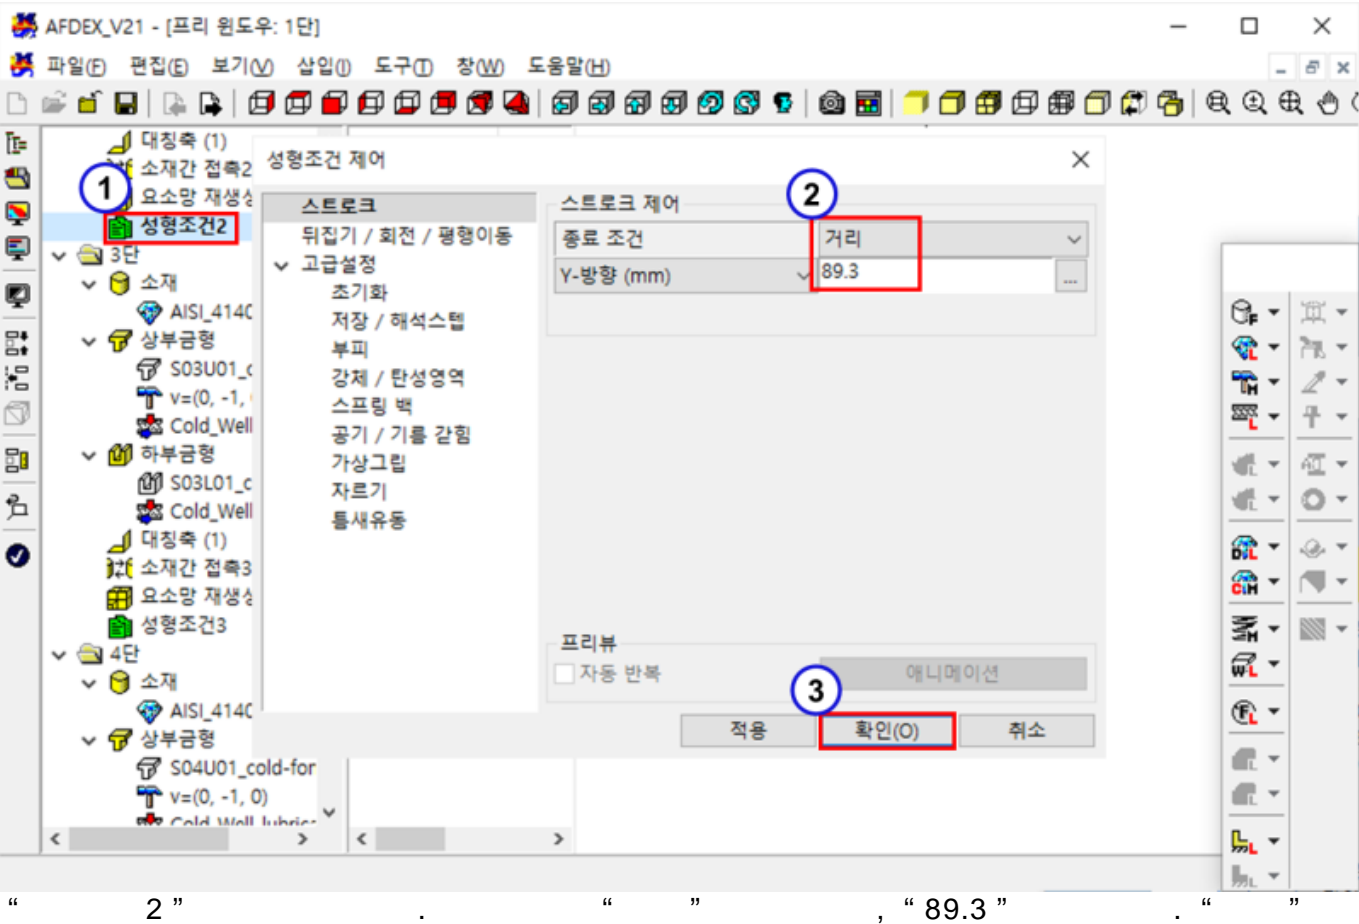 AFDEX_V21 - [프리 윈도우: 1단]
파일(F) 편집(E) 보기(V) 삽입(I) 도구(T) 창(W) 도움말(H)
대칭축 (1)
소재간 접촉2
요소망 재생성
1
성형조건2
3단
소재
AISI_4140
상부금형
S03U01_c
v=(0, -1,
Cold_Well
하부금형
S03L01_c
Cold_Well
대칭축 (1)
소재간 접촉3
요소망 재생성
성형조건3
4단
소재
AISI_4140
상부금형
S04U01_cold-for
v=(0, -1, 0)
Cold_Well_lubric
성형조건 제어
스트로크
뒤집기 / 회전 / 평행이동
고급설정
초기화
저장 / 해석스텝
부피
강체 / 탄성영역
스프링 백
공기 / 기름 갇힘
가상그립
자르기
틈새유동
스트로크 제어
2
종료 조건 거리
Y-방향 (mm) 89.3 ...
프리뷰
자동 반복 애니메이션
3
적용 확인(O) 취소
“ 2 ” . “ ” , “ 89.3 ” . “ ”